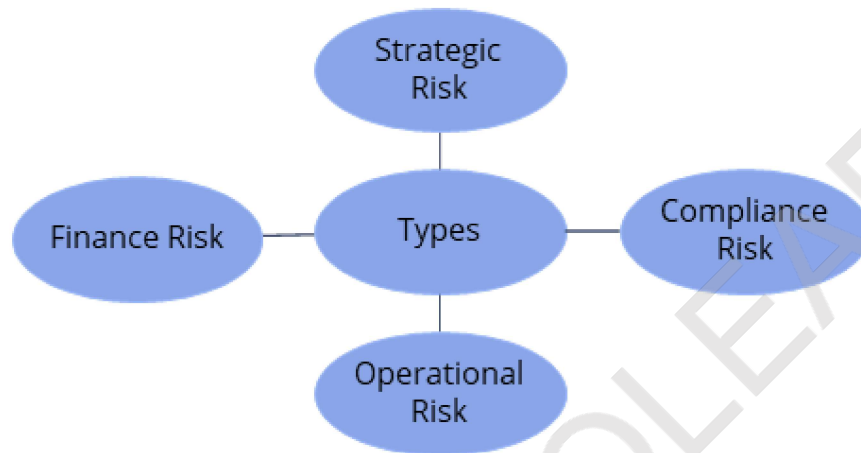 Strategic
Risk
Finance Risk
Types
Compliance
Risk
Operational
Risk